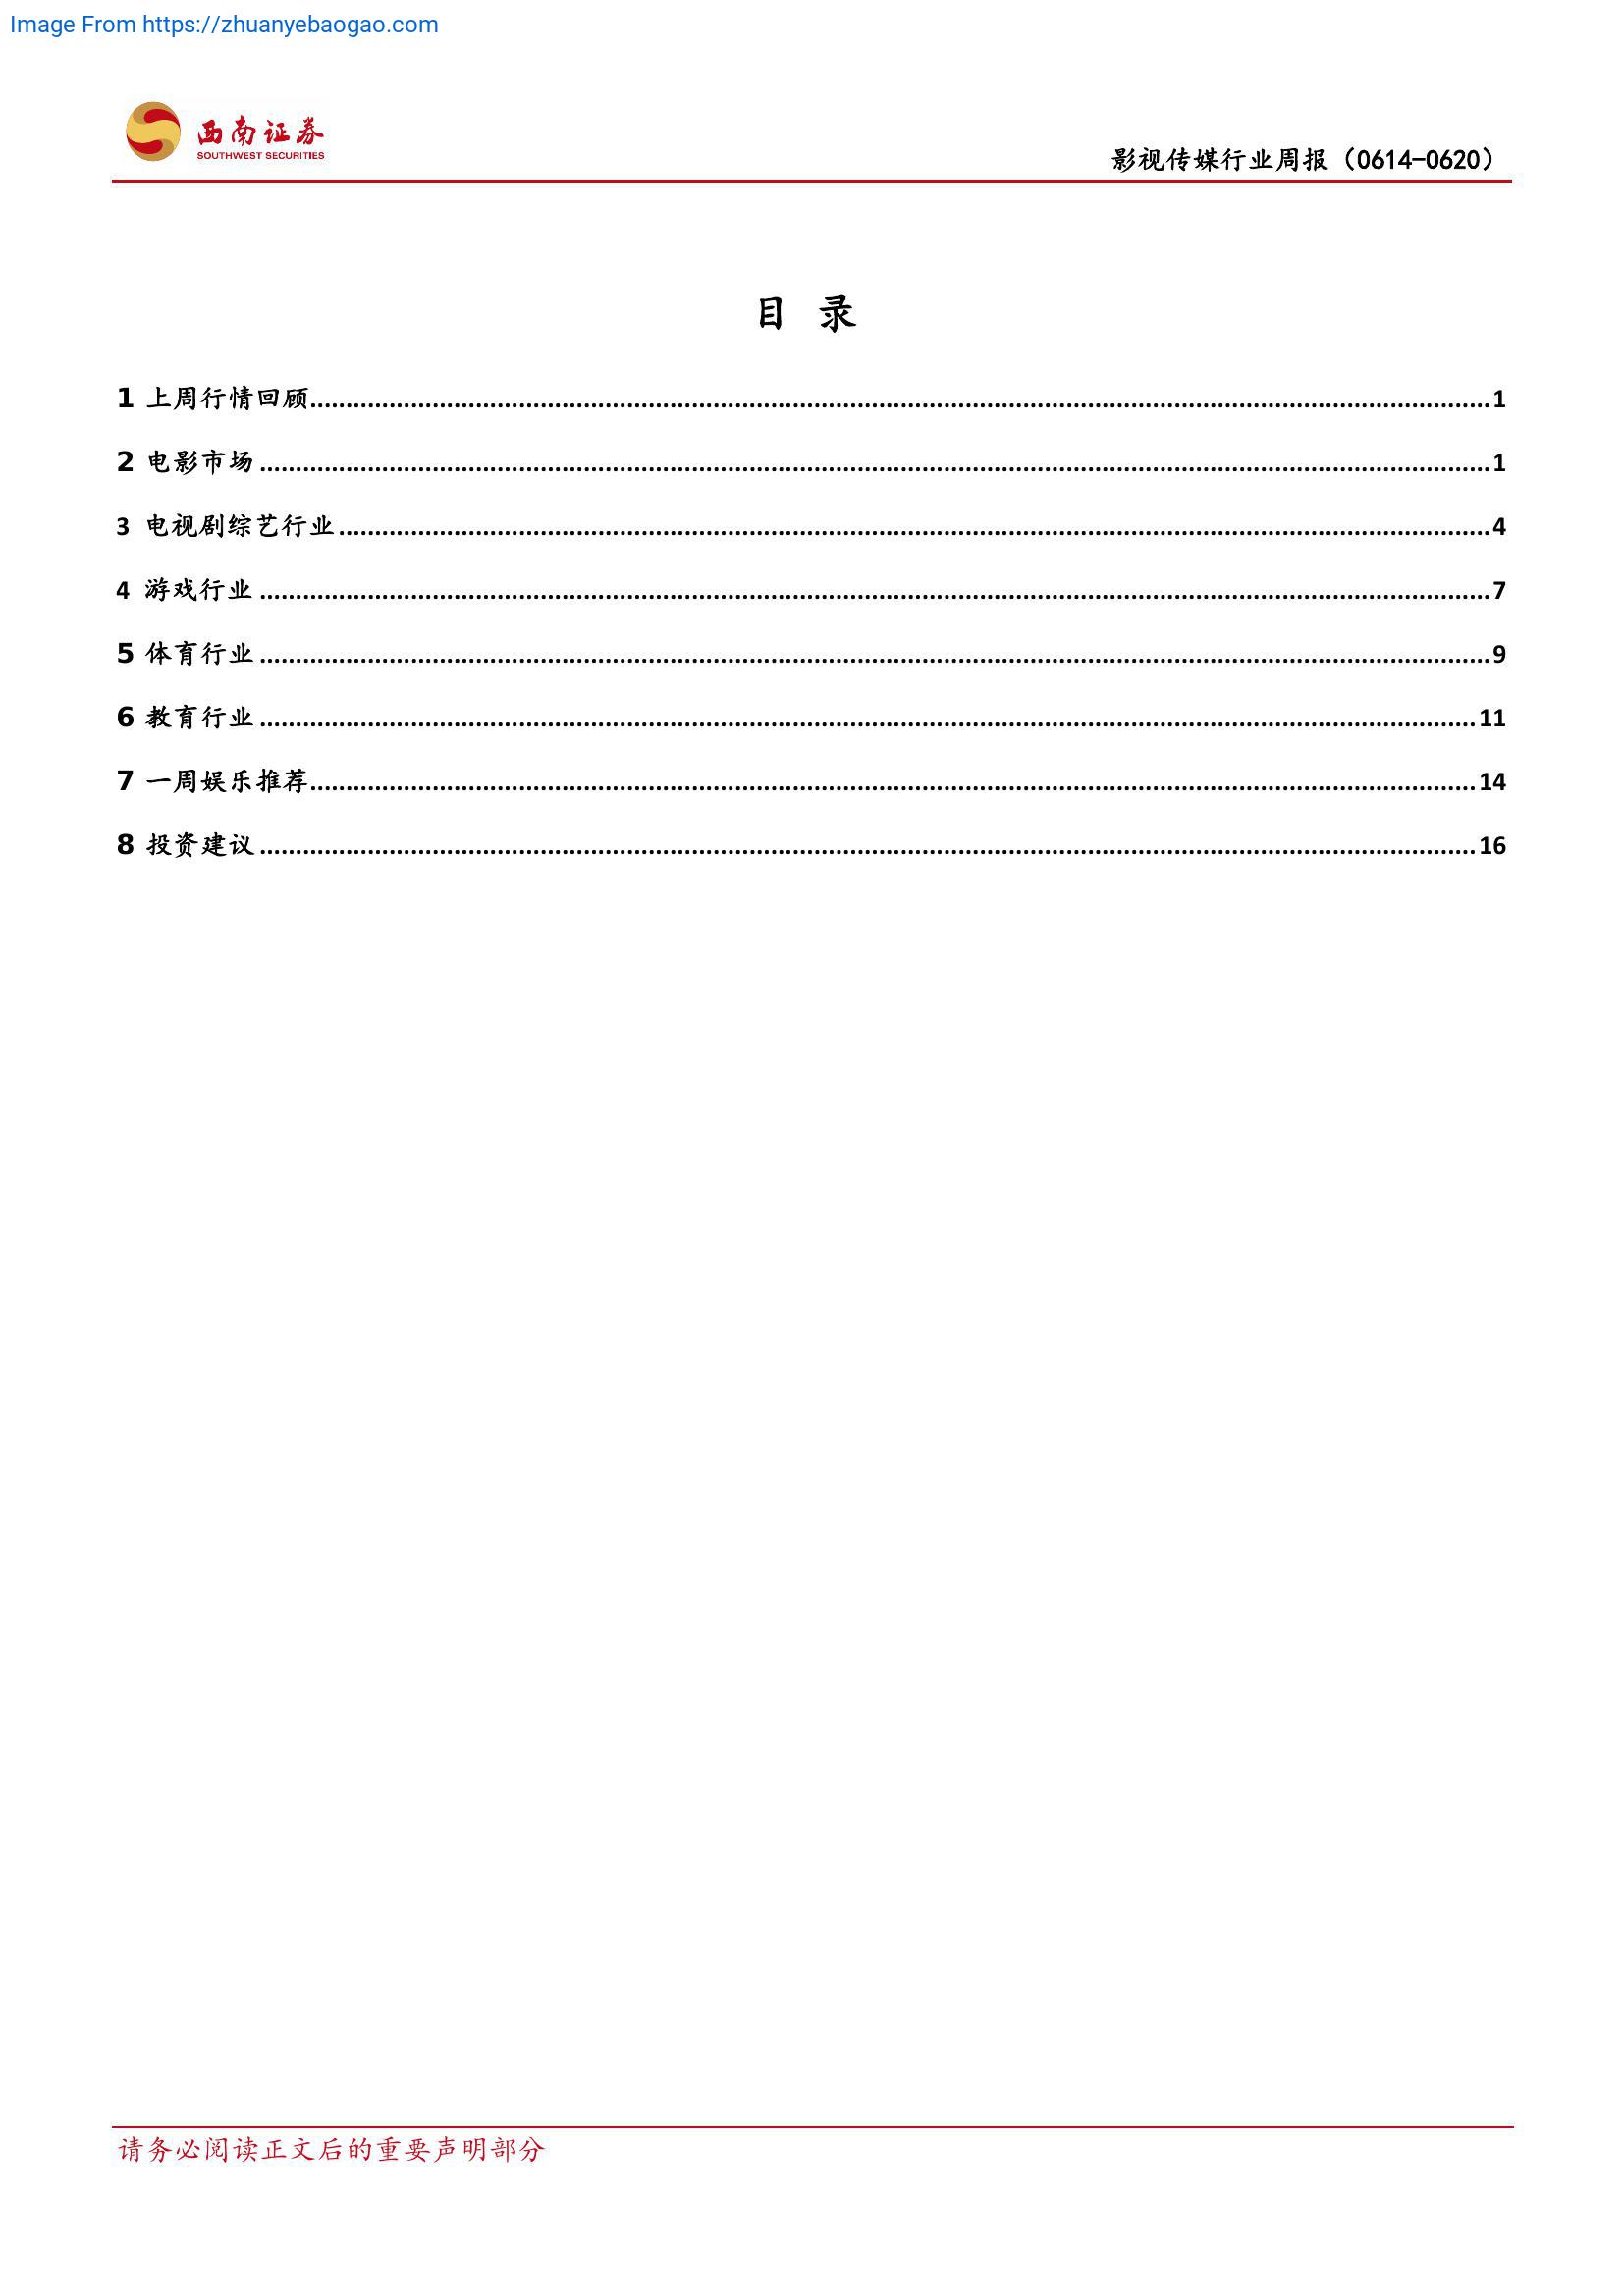 Image From https://zhuanyebaogao.com
西南证券
SOUTHWEST SECURITIES
影视传媒行业周报（0614-0620）
目 录
1 上周行情回顾 1
2 电影市场 1
3 电视剧综艺行业 4
4 游戏行业 7
5 体育行业 9
6 教育行业 11
7 一周娱乐推荐 14
8 投资建议 16
请务必阅读正文后的重要声明部分